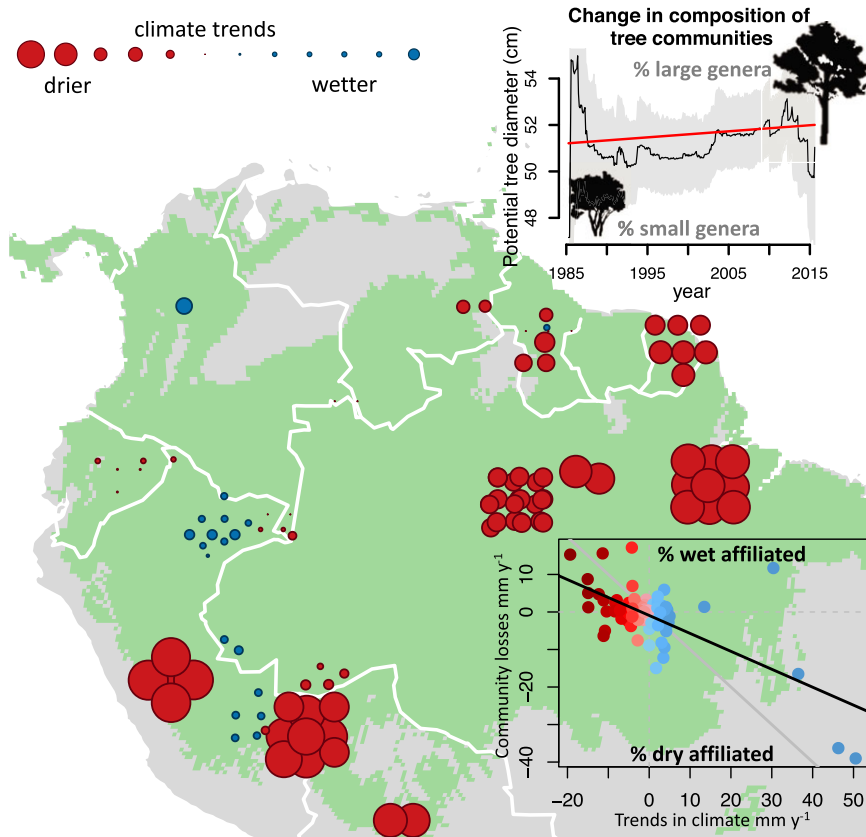 climate trends
drier
wetter
Change in composition of
tree communities
Potential tree diameter (cm)
54
52
50
48
% large genera
% small genera
1985
1995
2005
2015
year
Community losses mm y⁻¹
10
0
−20
−40
% wet affiliated
% dry affiliated
−20
−10
0
10
20
30
40
50
Trends in climate mm y⁻¹